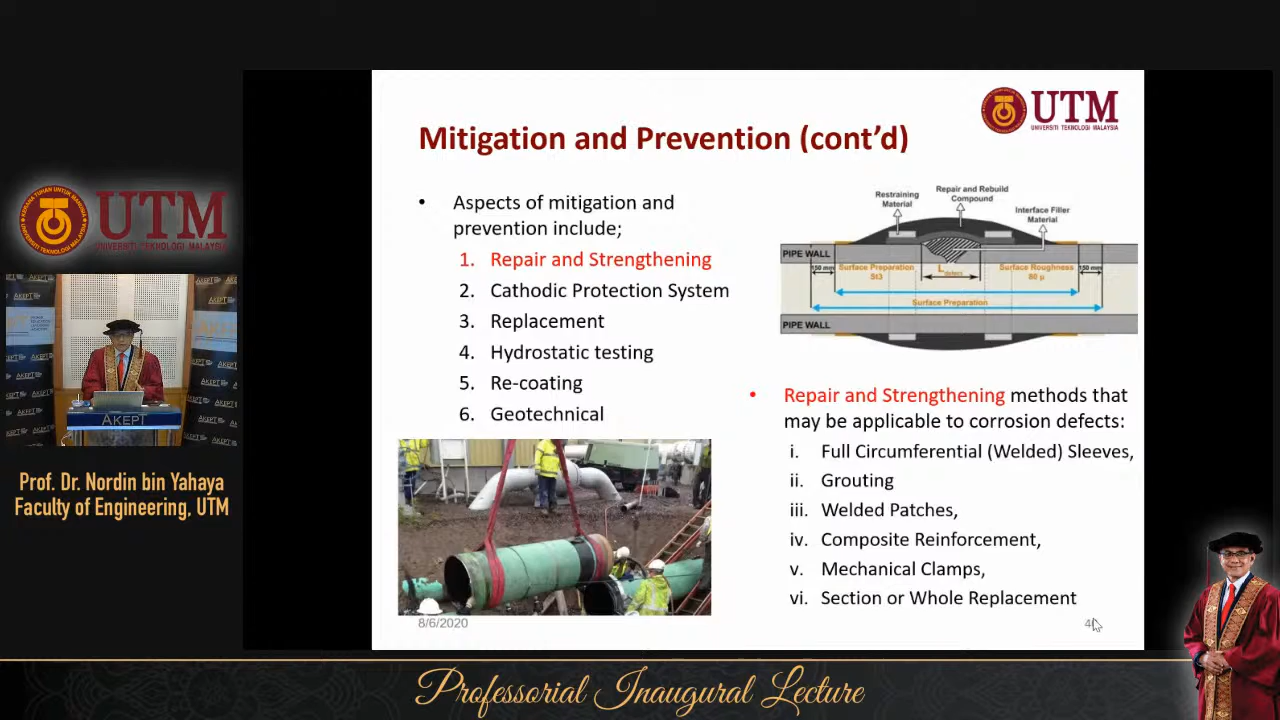 UTM
UNIVERSITI TEKNOLOGI MALAYSIA
AKEPT
Prof. Dr. Nordin bin Yahaya
Faculty of Engineering, UTM
UTM
UNIVERSITI TEKNOLOGI MALAYSIA
Mitigation and Prevention (cont’d)
• Aspects of mitigation and
prevention include;
1. Repair and Strengthening
2. Cathodic Protection System
3. Replacement
4. Hydrostatic testing
5. Re-coating
6. Geotechnical
Restraining
Material
Repair and Rebuild
Compound
Interface Filler
Material
PIPE WALL
150 mm
Surface Preparation
St3
L defect
Surface Roughness
80 µ
150 mm
Surface Preparation
PIPE WALL
• Repair and Strengthening methods that
may be applicable to corrosion defects:
i. Full Circumferential (Welded) Sleeves,
ii. Grouting
iii. Welded Patches,
iv. Composite Reinforcement,
v. Mechanical Clamps,
vi. Section or Whole Replacement
8/6/2020
Professorial Inaugural Lecture